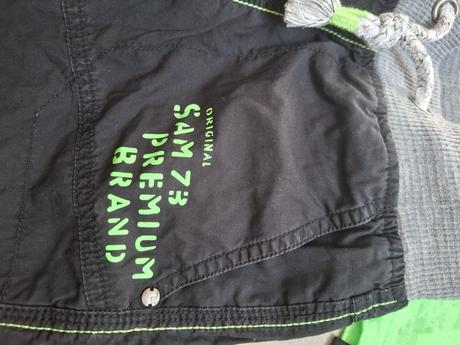 ORIGINAL
SAM 73
PREMIUM
BRAND